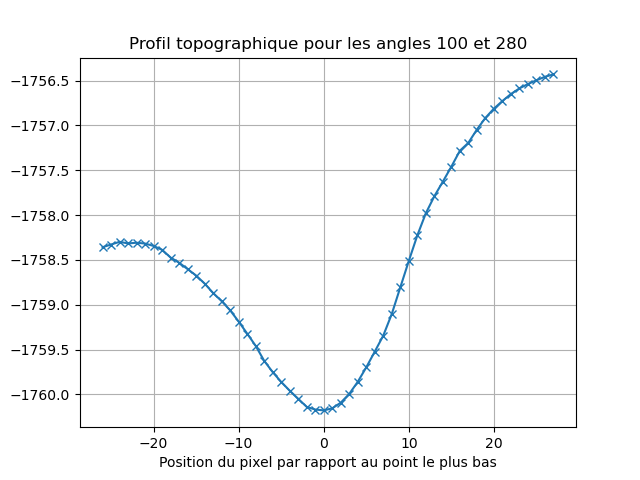 Profil topographique pour les angles 100 et 280
−1756.5
−1757.0
−1757.5
−1758.0
−1758.5
−1759.0
−1759.5
−1760.0
−20 −10 0 10 20
Position du pixel par rapport au point le plus bas